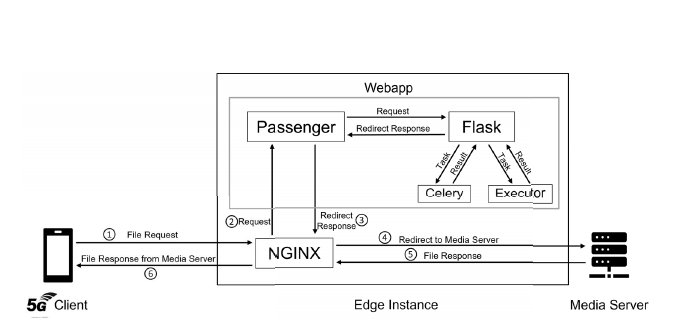 Webapp
Passenger
Request
Redirect Response
Flask
Task
Result
Task
Result
Celery
Executor
2 Request
Redirect
Response 3
1 File Request
NGINX
4 Redirect to Media Server
5 File Response
File Response from Media Server
6
5G Client
Edge Instance
Media Server